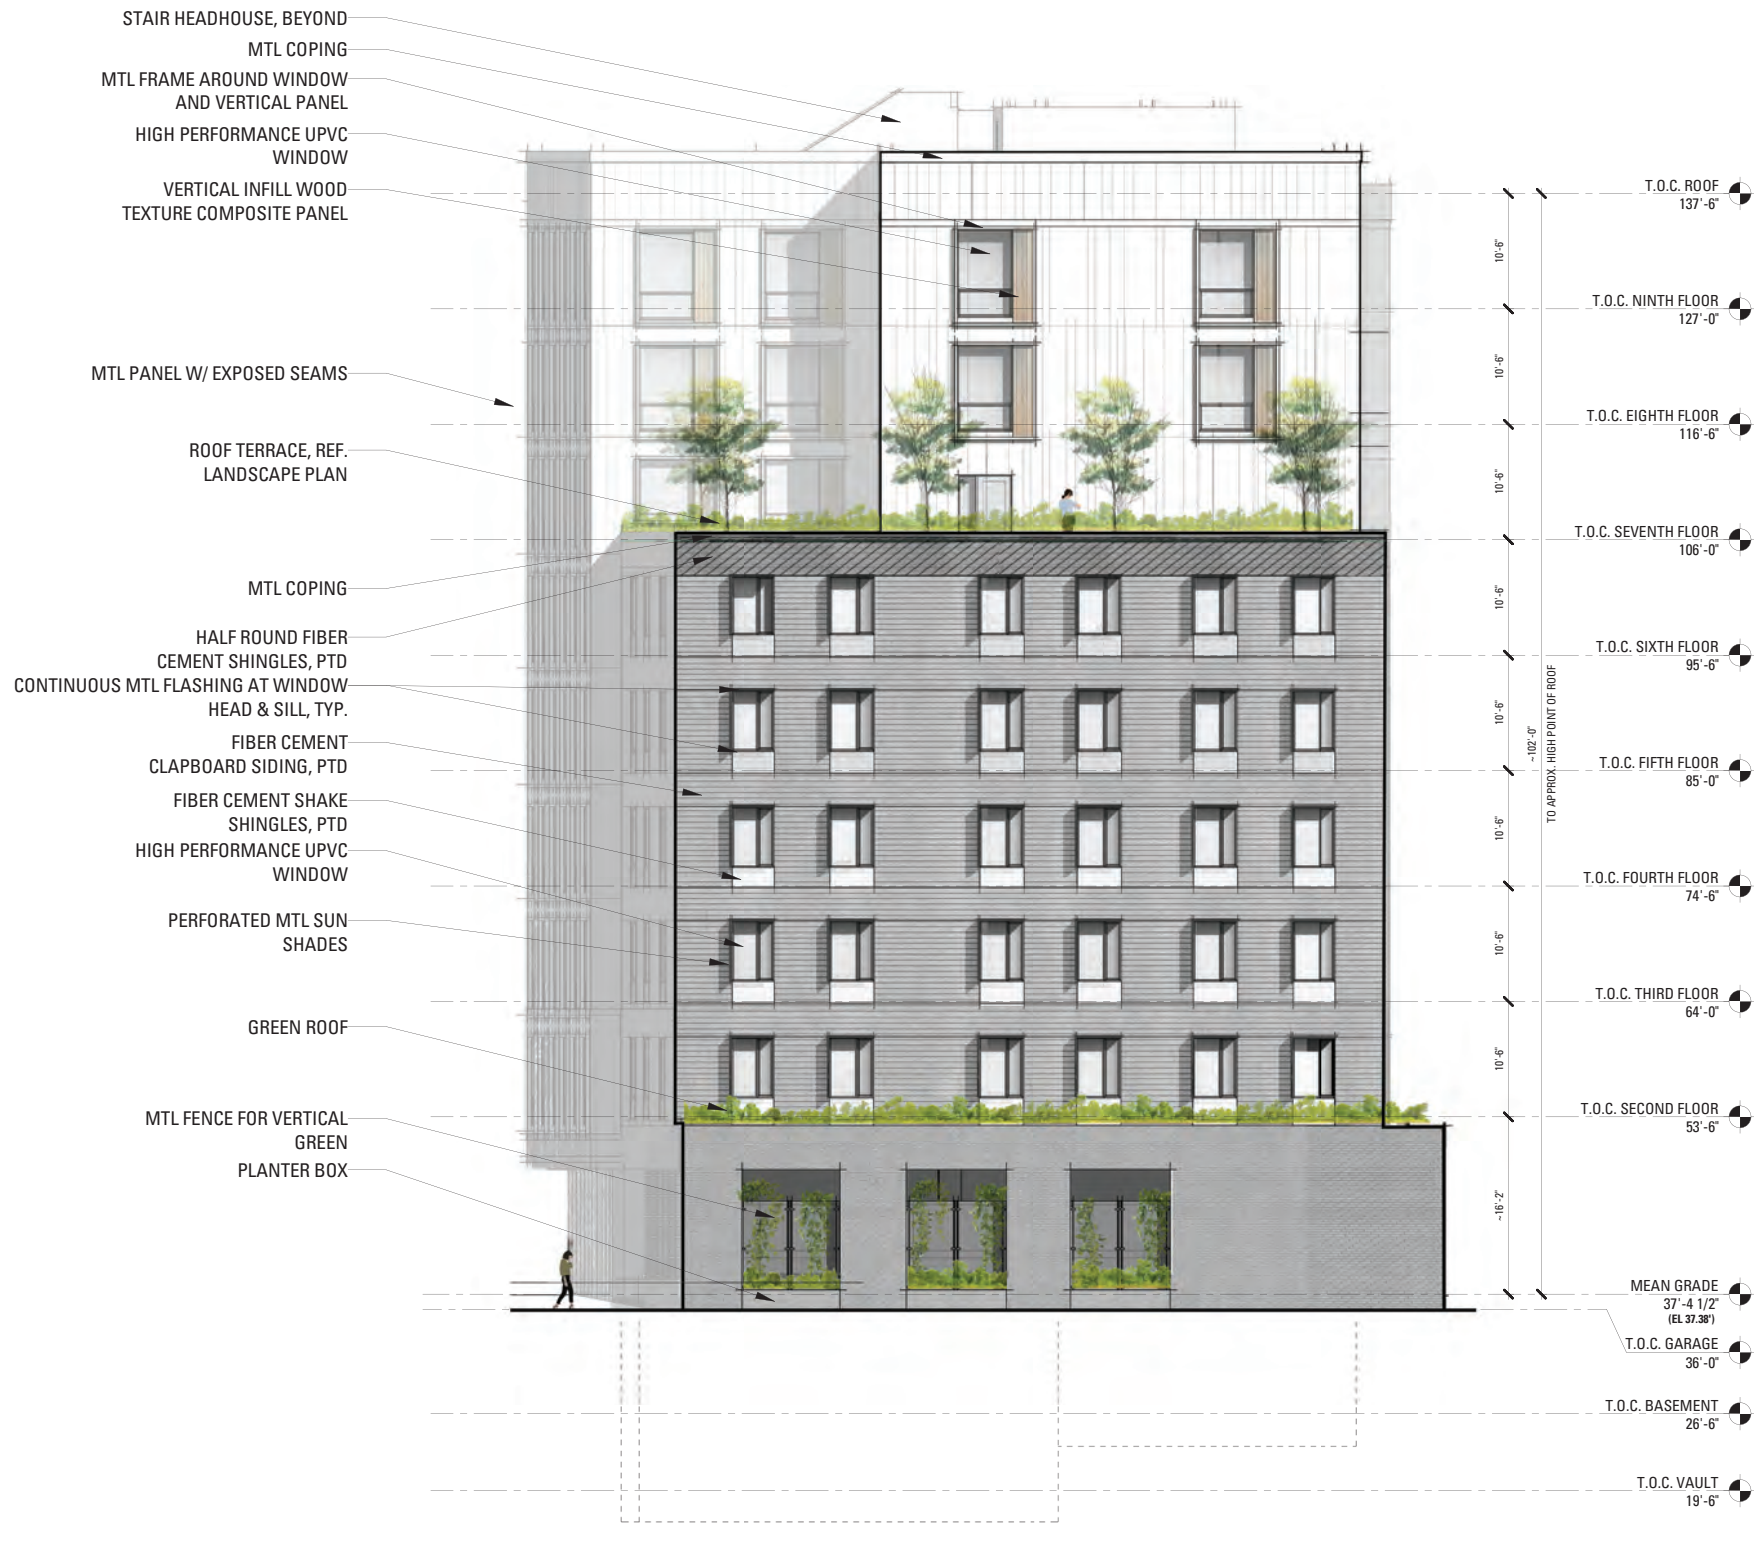 STAIR HEADHOUSE, BEYOND
MTL COPING
MTL FRAME AROUND WINDOW
AND VERTICAL PANEL
HIGH PERFORMANCE UPVC
WINDOW
VERTICAL INFILL WOOD
TEXTURE COMPOSITE PANEL
MTL PANEL W/ EXPOSED SEAMS
ROOF TERRACE, REF.
LANDSCAPE PLAN
MTL COPING
HALF ROUND FIBER
CEMENT SHINGLES, PTD
CONTINUOUS MTL FLASHING AT WINDOW
HEAD & SILL, TYP.
FIBER CEMENT
CLAPBOARD SIDING, PTD
FIBER CEMENT SHAKE
SHINGLES, PTD
HIGH PERFORMANCE UPVC
WINDOW
PERFORATED MTL SUN
SHADES
GREEN ROOF
MTL FENCE FOR VERTICAL
GREEN
PLANTER BOX
10'-6"
10'-6"
10'-6"
10'-6"
10'-6"
10'-6"
10'-6"
10'-6"
~16'-2"
~102'-0"
TO APPROX. HIGH POINT OF ROOF
T.O.C. ROOF
137'-6"
T.O.C. NINTH FLOOR
127'-0"
T.O.C. EIGHTH FLOOR
116'-6"
T.O.C. SEVENTH FLOOR
106'-0"
T.O.C. SIXTH FLOOR
95'-6"
T.O.C. FIFTH FLOOR
85'-0"
T.O.C. FOURTH FLOOR
74'-6"
T.O.C. THIRD FLOOR
64'-0"
T.O.C. SECOND FLOOR
53'-6"
MEAN GRADE
37'-4 1/2"
(EL 37.38')
T.O.C. GARAGE
36'-0"
T.O.C. BASEMENT
26'-6"
T.O.C. VAULT
19'-6"